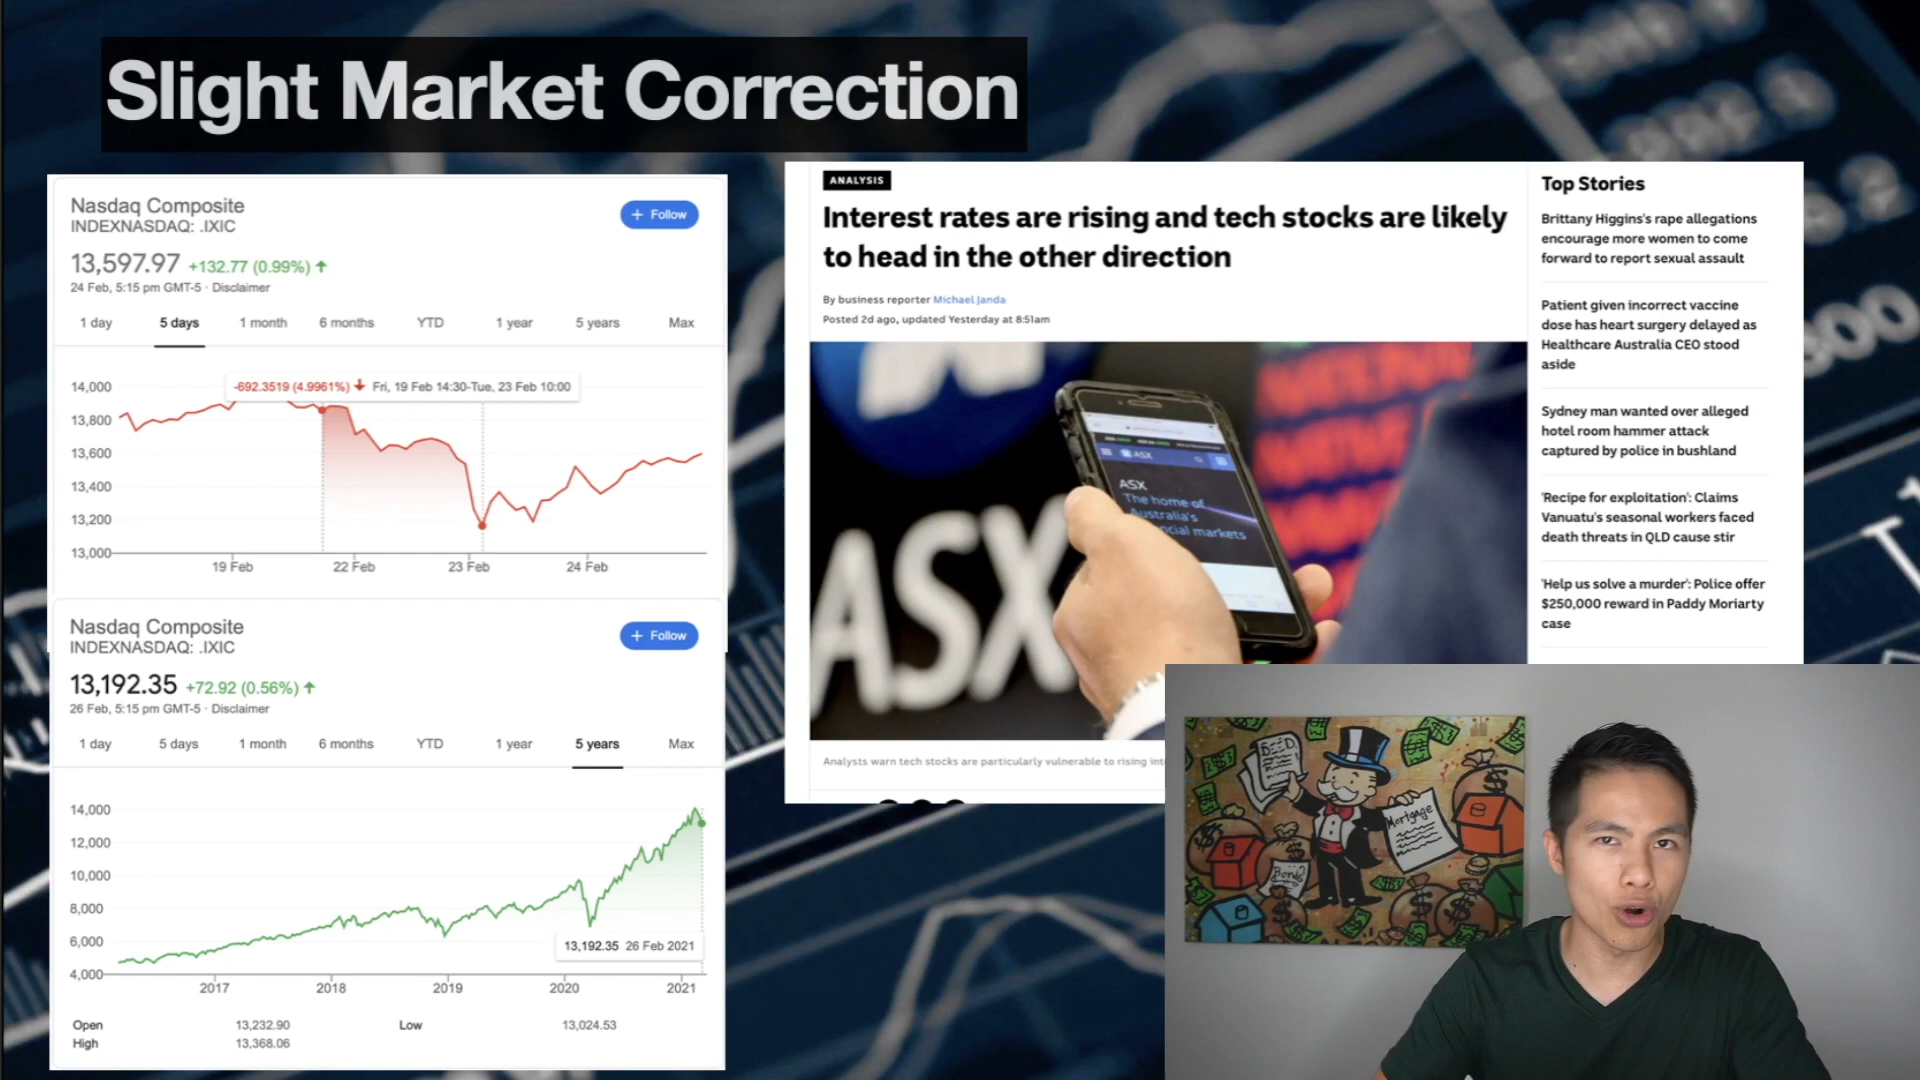 Slight Market Correction
Nasdaq Composite
INDEXNASDAQ: .IXIC
+ Follow
13,597.97 +132.77 (0.99%) ↑
24 Feb, 5:15 pm GMT-5 · Disclaimer
1 day 5 days 1 month 6 months YTD 1 year 5 years Max
-692.3519 (4.9961%) ↓ Fri, 19 Feb 14:30-Tue, 23 Feb 10:00
14,000
13,800
13,600
13,400
13,200
13,000
19 Feb 22 Feb 23 Feb 24 Feb
Nasdaq Composite
INDEXNASDAQ: .IXIC
+ Follow
13,192.35 +72.92 (0.56%) ↑
26 Feb, 5:15 pm GMT-5 · Disclaimer
1 day 5 days 1 month 6 months YTD 1 year 5 years Max
14,000
12,000
10,000
8,000
6,000
4,000
13,192.35 26 Feb 2021
2017 2018 2019 2020 2021
Open 13,232.90 Low 13,024.53
High 13,368.06
ANALYSIS
Interest rates are rising and tech stocks are likely
to head in the other direction
By business reporter Michael Janda
Posted 2d ago, updated Yesterday at 8:51am
ASX
ASX
ASX
The home of
Australia's
markets
Analysts warn tech stocks are particularly vulnerable to rising
Top Stories
Brittany Higgins's rape allegations
encourage more women to come
forward to report sexual assault
Patient given incorrect vaccine
dose has heart surgery delayed as
Healthcare Australia CEO stood
aside
Sydney man wanted over alleged
hotel room hammer attack
captured by police in bushland
'Recipe for exploitation': Claims
Vanuatu's seasonal workers faced
death threats in QLD cause stir
'Help us solve a murder': Police offer
$250,000 reward in Paddy Moriarty
case
DEED
Mortgage
Bonds